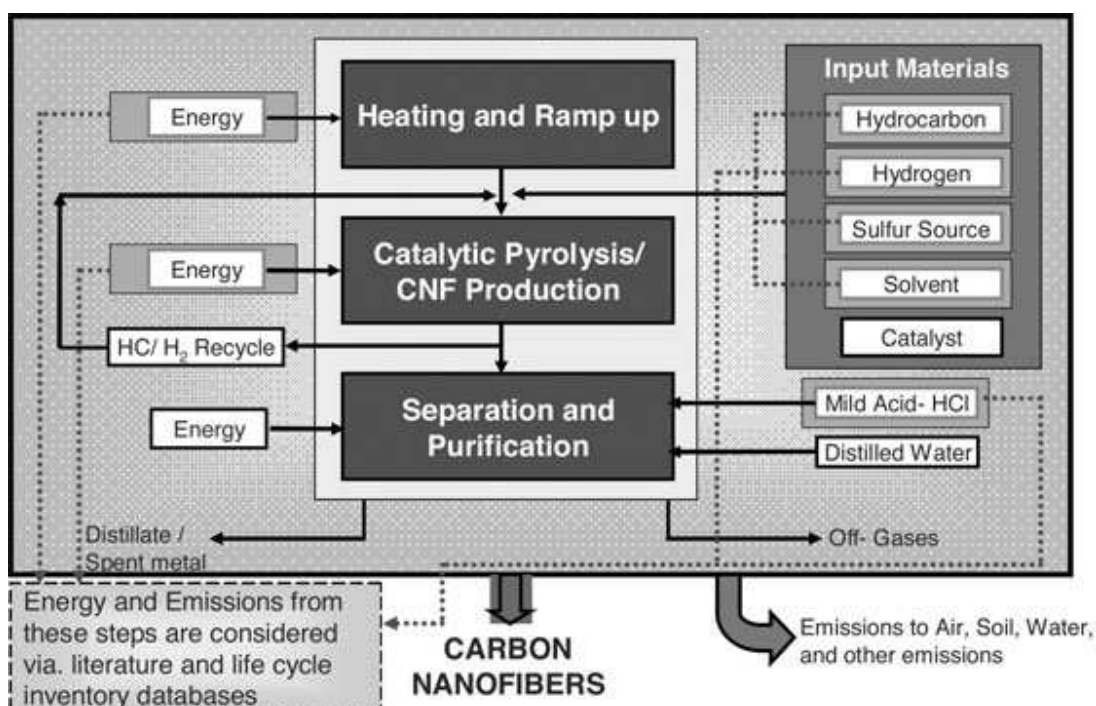 Input Materials
Energy
Heating and Ramp up
Hydrocarbon
Hydrogen
Sulfur Source
Solvent
Catalyst
Energy
Catalytic Pyrolysis/
CNF Production
HC/ H2 Recycle
Energy
Separation and
Purification
Mild Acid- HCl
Distilled Water
Distillate /
Spent metal
Off- Gases
Energy and Emissions from
these steps are considered
via. literature and life cycle
inventory databases
CARBON
NANOFIBERS
Emissions to Air, Soil, Water,
and other emissions